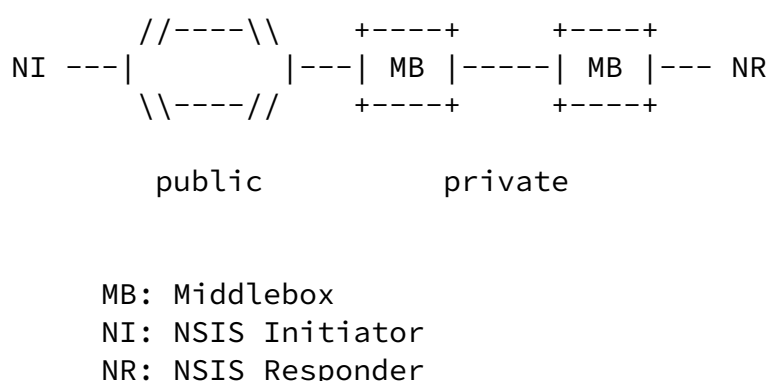 //----\\ +----+ +----+
NI ---| |---| MB |-----| MB |--- NR
\\----// +----+ +----+
public private
MB: Middlebox
NI: NSIS Initiator
NR: NSIS Responder